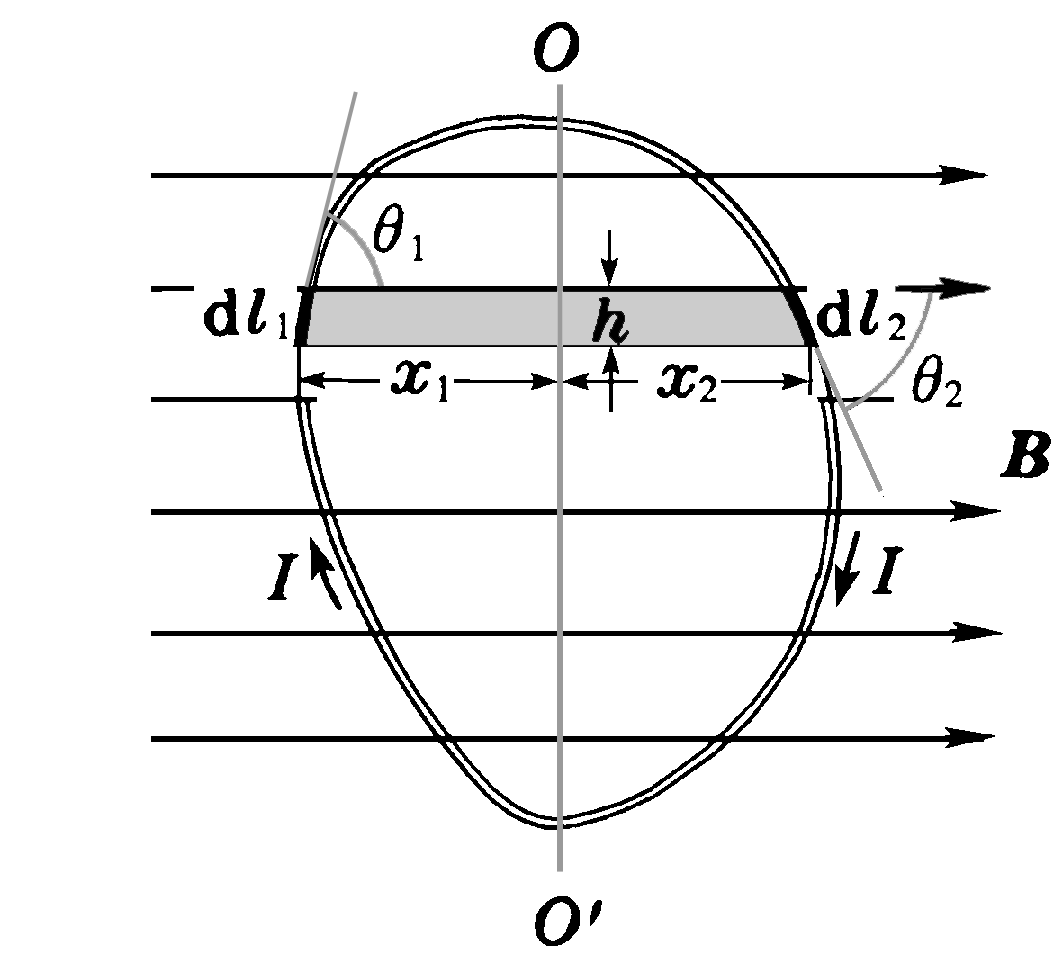 O
θ1
dl1 h dl2
x1 x2 θ2
B
I I
O'